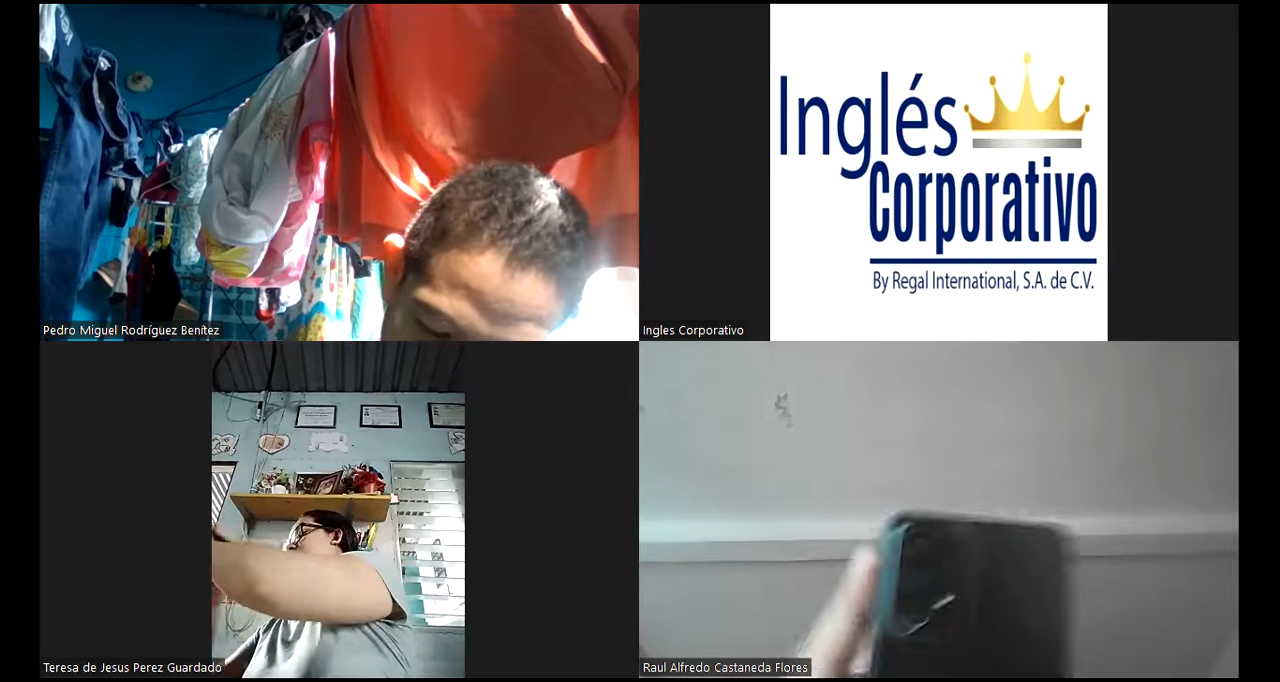 Inglés
Corporativo
By Regal International, S.A. de C.V.
Pedro Miguel Rodríguez Benítez
Ingles Corporativo
Teresa de Jesus Perez Guardado
Raul Alfredo Castaneda Flores